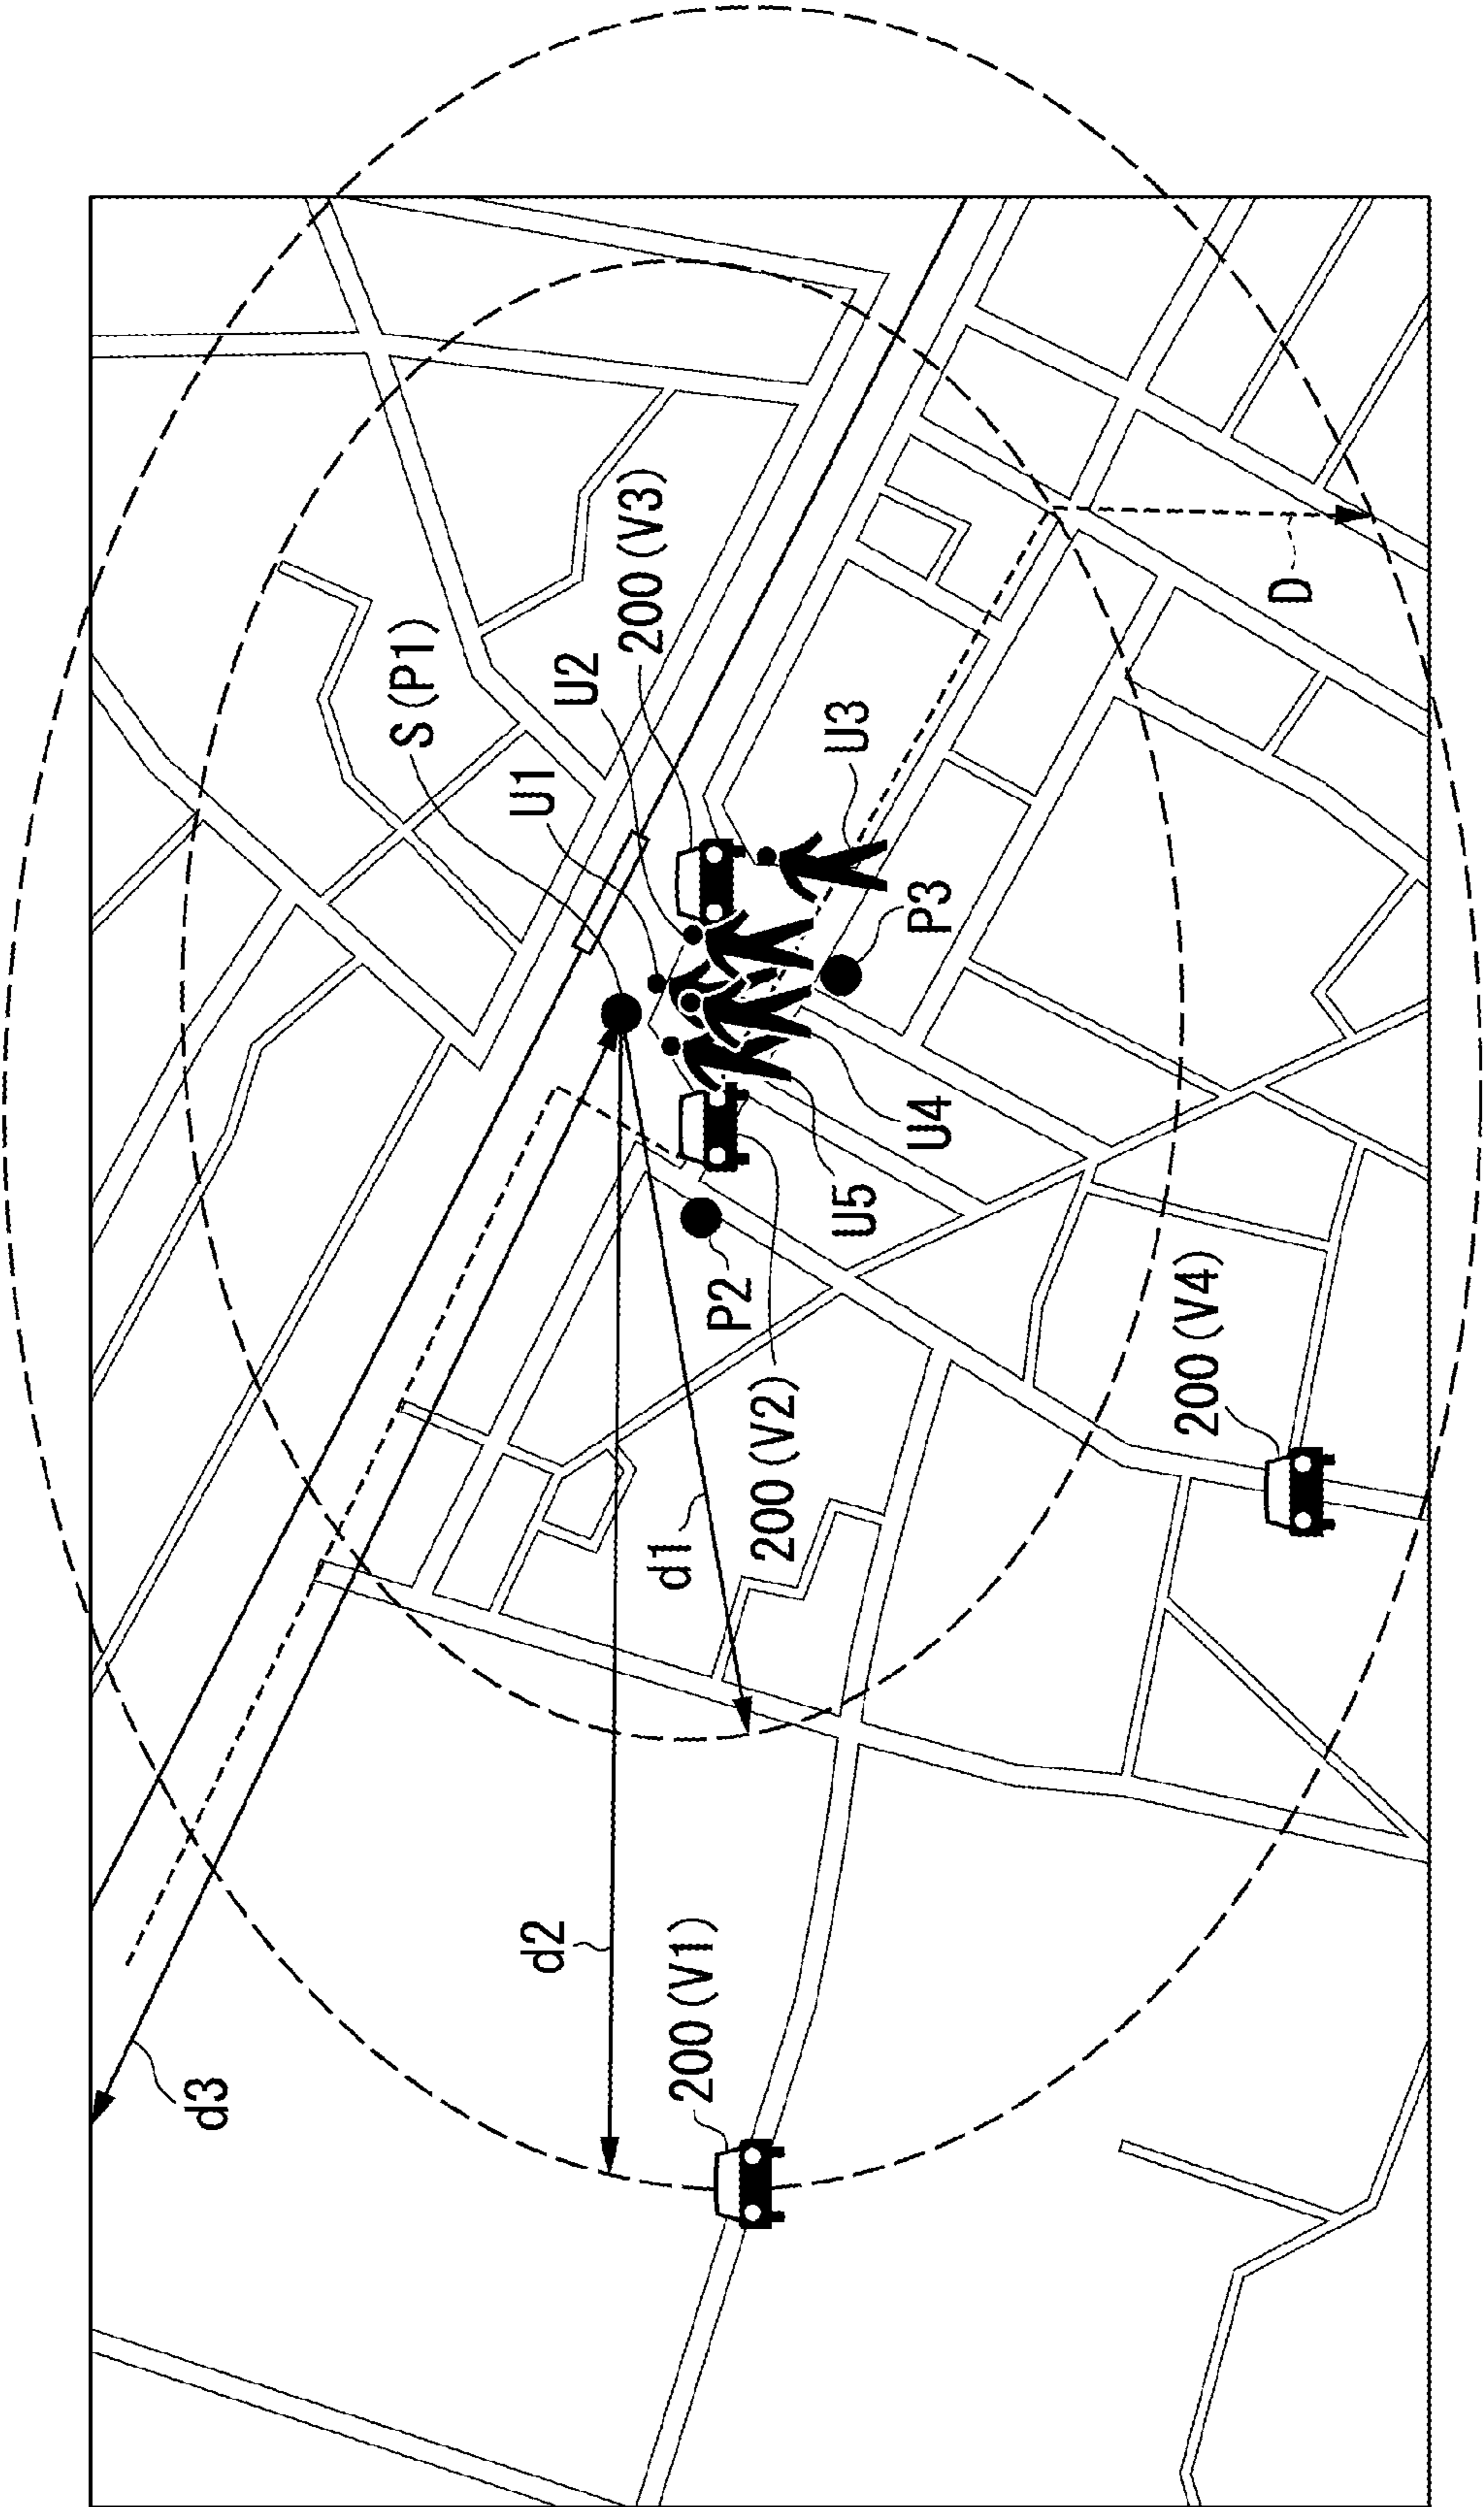 S(P1)
U1
U2
200(V3)
U3
P3
D
U4
U5
P2
200(V2)
d1
200(V4)
d2
200(V1)
d3